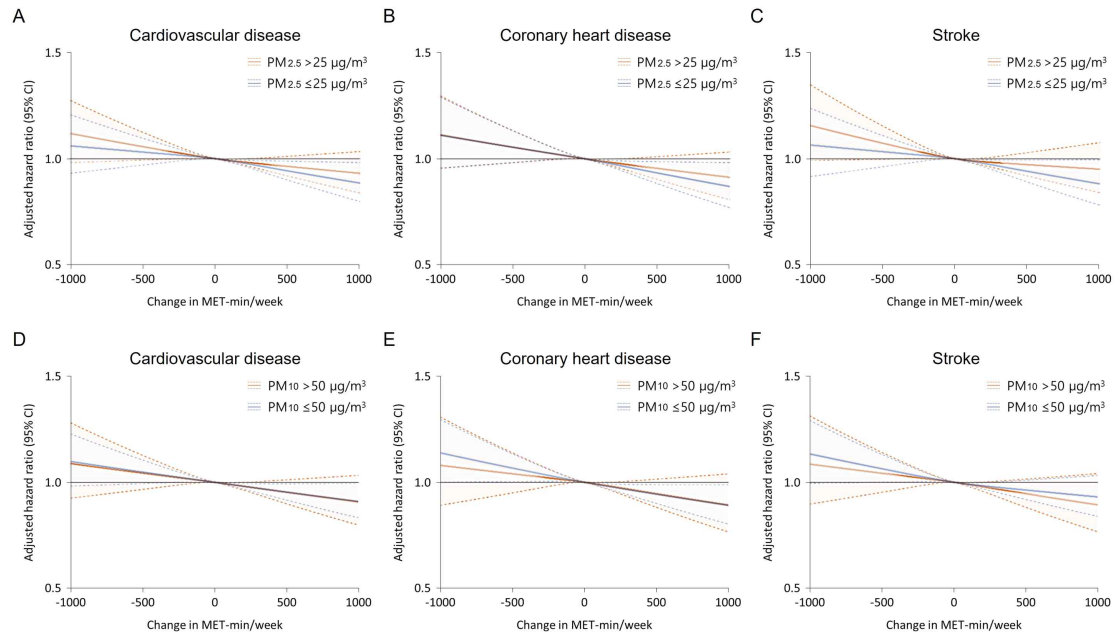 A
Cardiovascular disease
1.5
1.0
0.5
-1000
-500
0
500
1000
Adjusted hazard ratio (95% CI)
Change in MET-min/week
PM2.5 >25 µg/m³
PM2.5 ≤25 µg/m³
B
Coronary heart disease
1.5
1.0
0.5
-1000
-500
0
500
1000
Adjusted hazard ratio (95% CI)
Change in MET-min/week
PM2.5 >25 µg/m³
PM2.5 ≤25 µg/m³
C
Stroke
1.5
1.0
0.5
-1000
-500
0
500
1000
Adjusted hazard ratio (95% CI)
Change in MET-min/week
PM2.5 >25 µg/m³
PM2.5 ≤25 µg/m³
D
Cardiovascular disease
1.5
1.0
0.5
-1000
-500
0
500
1000
Adjusted hazard ratio (95% CI)
Change in MET-min/week
PM10 >50 µg/m³
PM10 ≤50 µg/m³
E
Coronary heart disease
1.5
1.0
0.5
-1000
-500
0
500
1000
Adjusted hazard ratio (95% CI)
Change in MET-min/week
PM10 >50 µg/m³
PM10 ≤50 µg/m³
F
Stroke
1.5
1.0
0.5
-1000
-500
0
500
1000
Adjusted hazard ratio (95% CI)
Change in MET-min/week
PM10 >50 µg/m³
PM10 ≤50 µg/m³